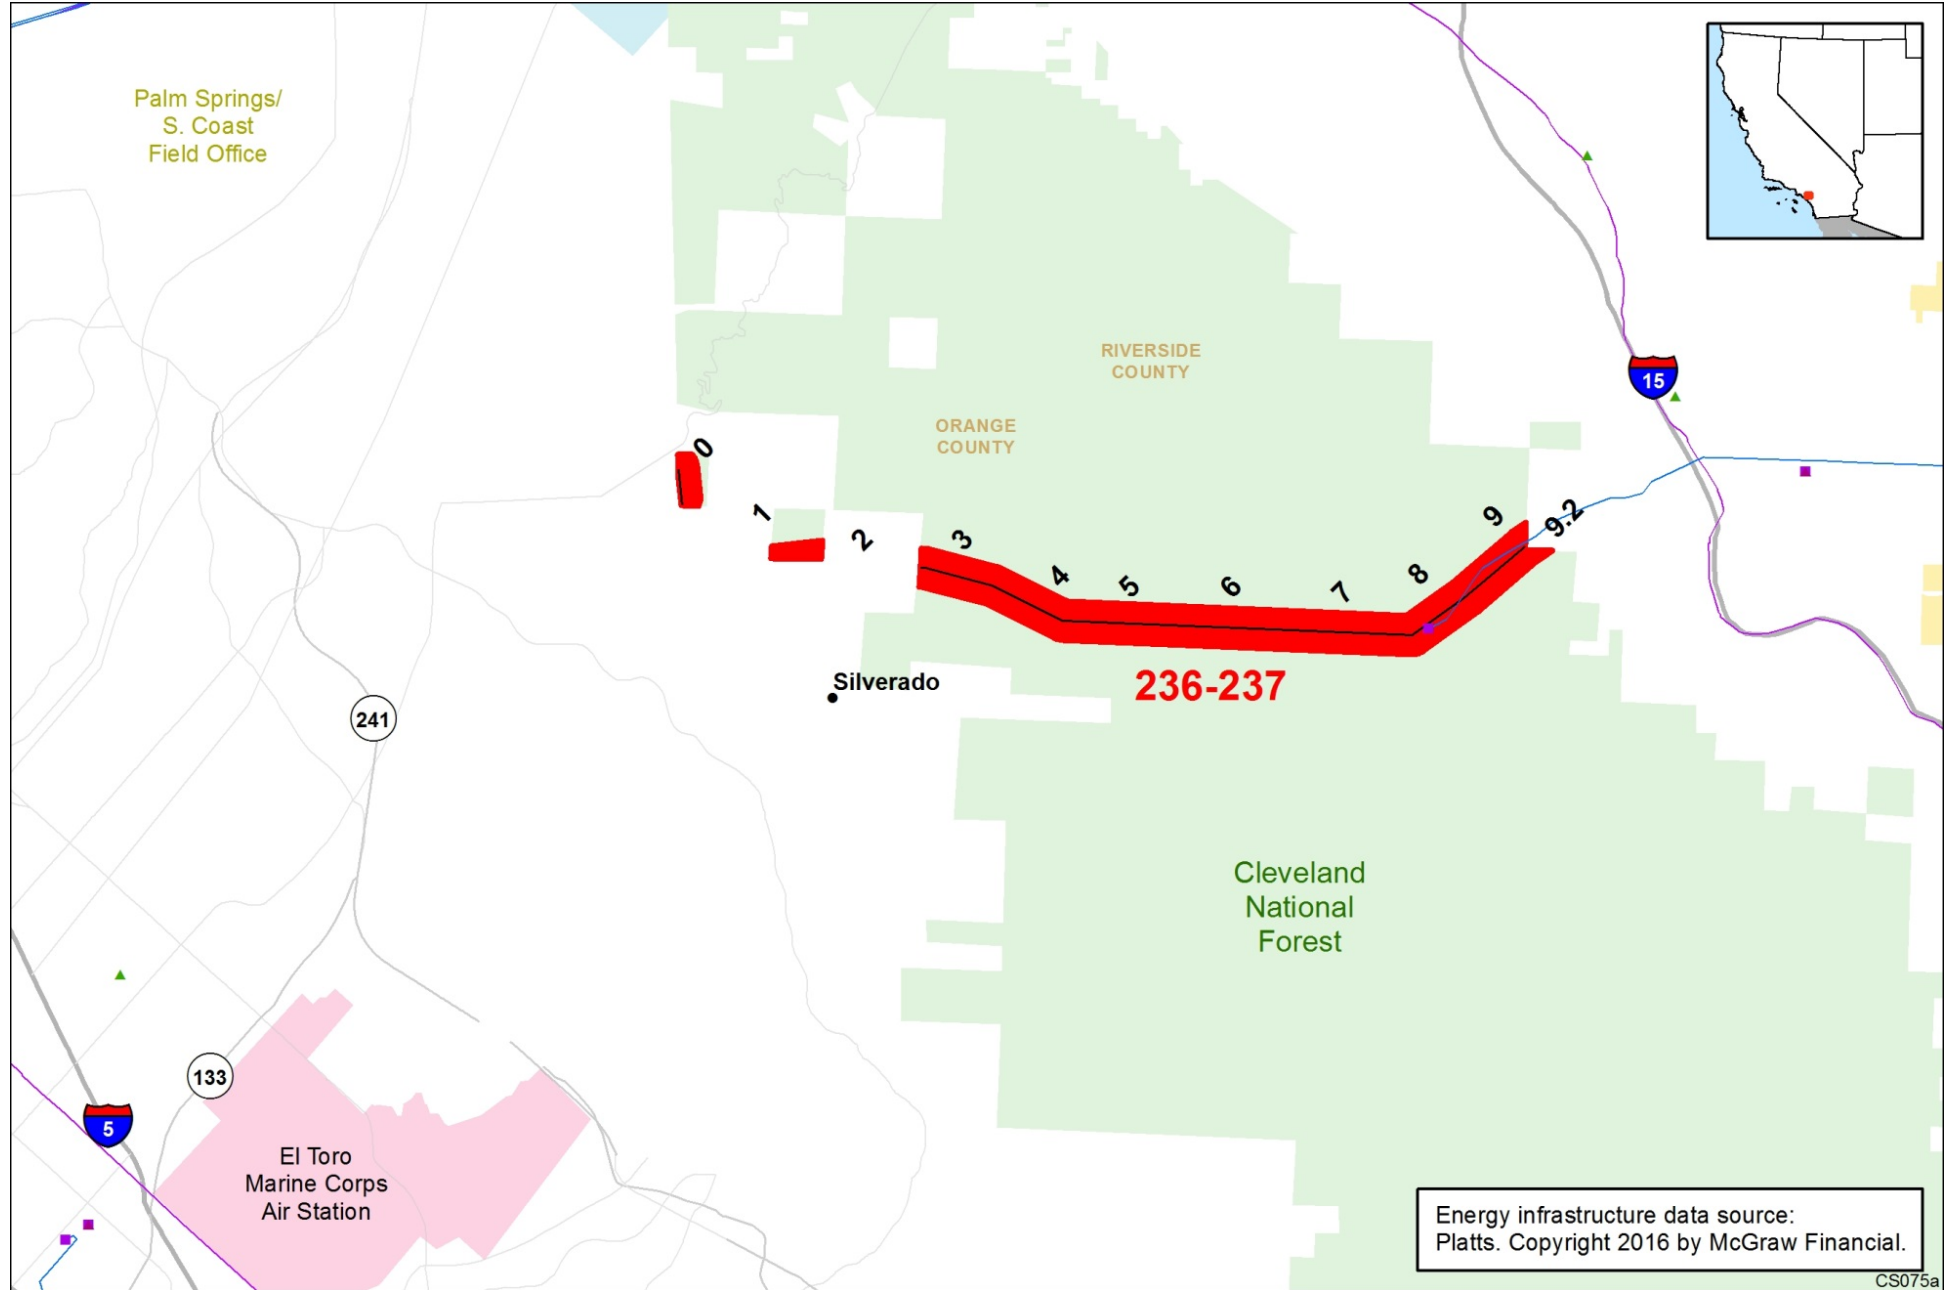 Palm Springs/
S. Coast
Field Office
15
RIVERSIDE
COUNTY
ORANGE
COUNTY
0
1
2
3
4
5
6
7
8
9
9.2
236-237
Silverado
241
Cleveland
National
Forest
133
5
El Toro
Marine Corps
Air Station
Energy infrastructure data source:
Platts. Copyright 2016 by McGraw Financial.
CS075a